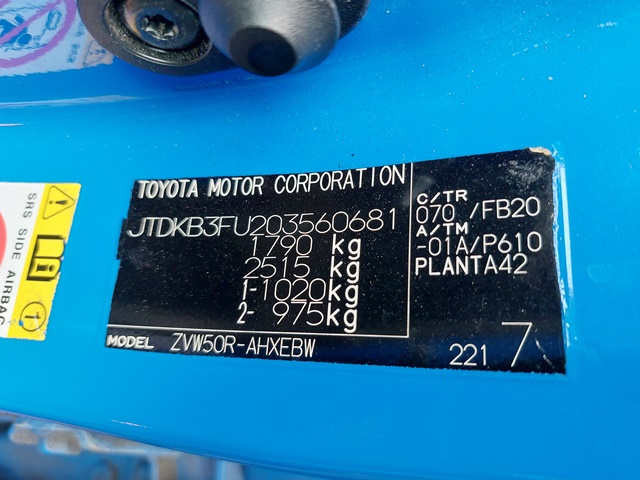 TOYOTA MOTOR CORPORATION
JTDKB3FU203560681
1790 kg
2515 kg
1- 1020kg
2- 975kg
MODEL ZVW50R-AHXEBW
C/TR
070 /FB20
A/TM
-01A/P610
PLANTA42
221 7
SRS SIDE AIRBAG